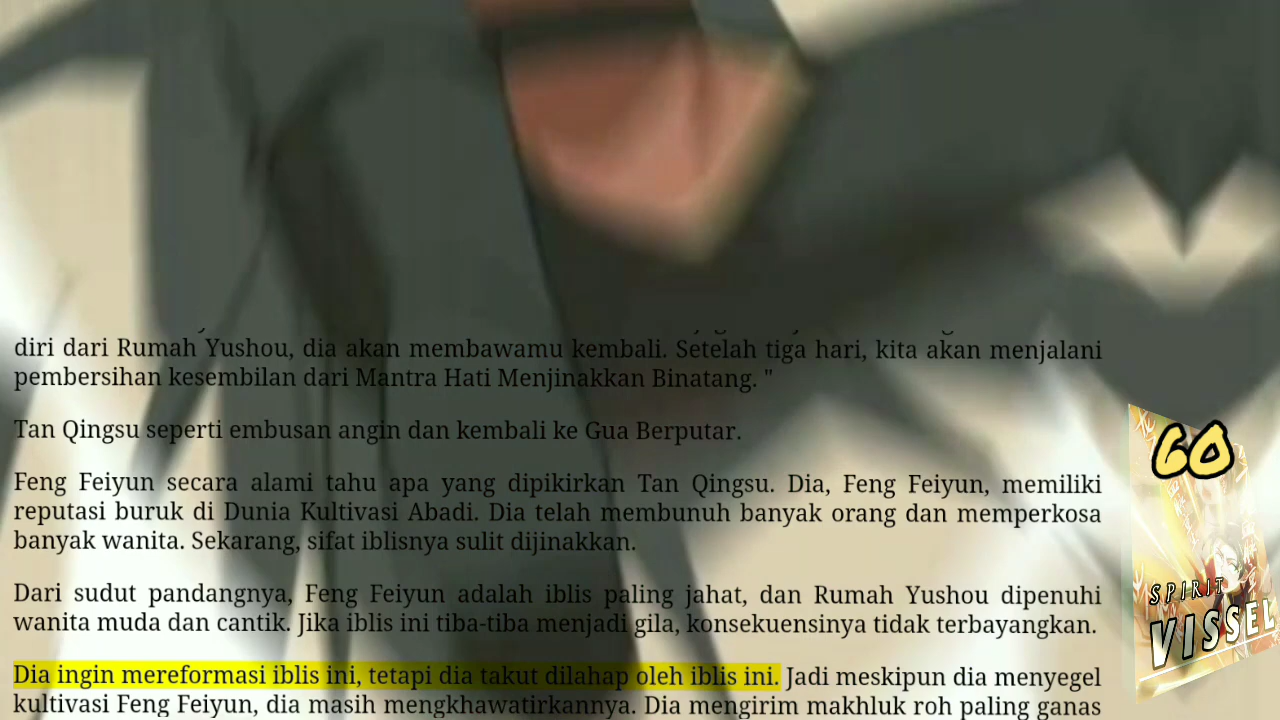 diri dari Rumah Yushou, dia akan membawamu kembali. Setelah tiga hari, kita akan menjalani
pembersihan kesembilan dari Mantra Hati Menjinakkan Binatang. "
Tan Qingsu seperti embusan angin dan kembali ke Gua Berputar.
Feng Feiyun secara alami tahu apa yang dipikirkan Tan Qingsu. Dia, Feng Feiyun, memiliki
reputasi buruk di Dunia Kultivasi Abadi. Dia telah membunuh banyak orang dan memperkosa
banyak wanita. Sekarang, sifat iblisnya sulit dijinakkan.
Dari sudut pandangnya, Feng Feiyun adalah iblis paling jahat, dan Rumah Yushou dipenuhi
wanita muda dan cantik. Jika iblis ini tiba-tiba menjadi gila, konsekuensinya tidak terbayangkan.
Dia ingin mereformasi iblis ini, tetapi dia takut dilahap oleh iblis ini. Jadi meskipun dia menyegel
kultivasi Feng Feiyun, dia masih mengkhawatirkannya. Dia mengirim makhluk roh paling ganas
60
SPIRIT
VISSEL